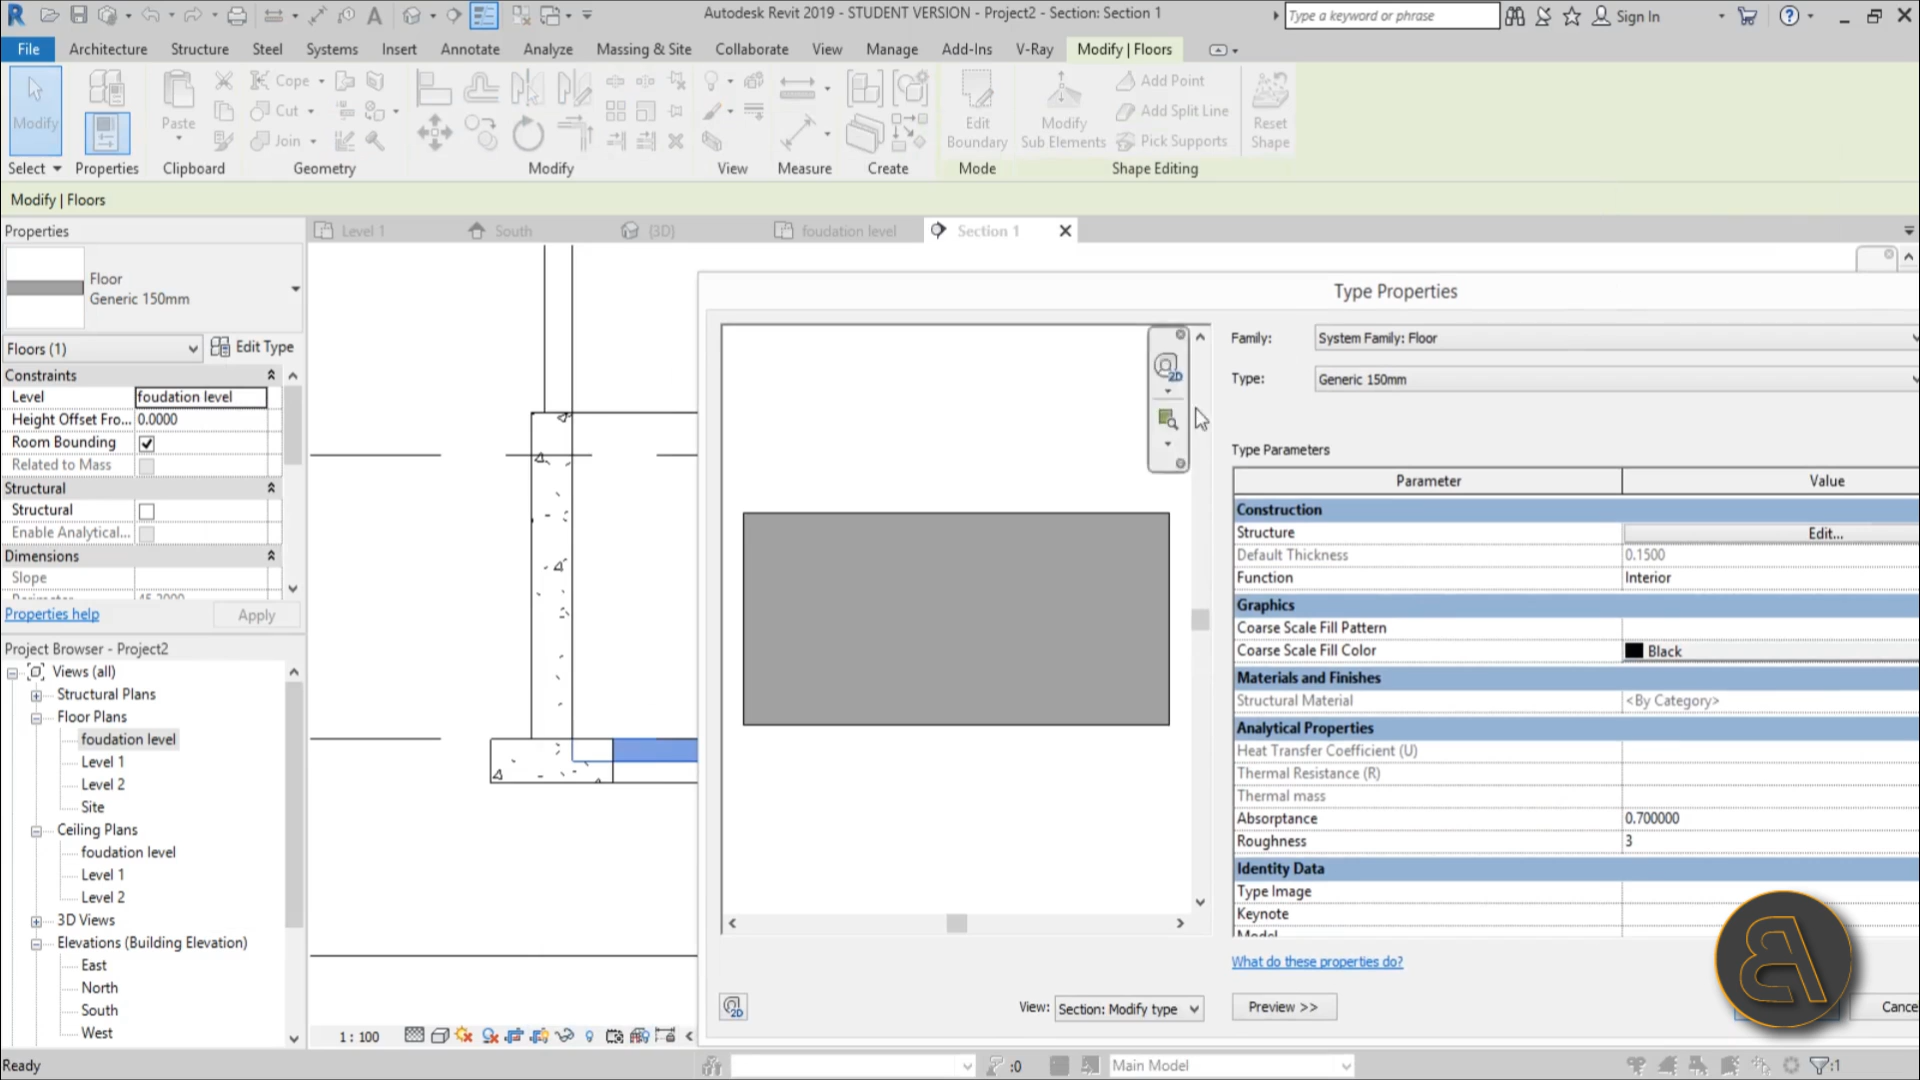 Autodesk Revit 2019 - STUDENT VERSION - Project2 - Section: Section 1
Type a keyword or phrase
Sign In
File Architecture Structure Steel Systems Insert Annotate Analyze Massing & Site Collaborate View Manage Add-Ins V-Ray Modify | Floors
Modify
Paste
Cope
Cut
Join
Edit
Boundary
Modify
Sub Elements
Add Point
Add Split Line
Pick Supports
Reset
Shape
Select Properties Clipboard Geometry Modify View Measure Create Mode Shape Editing
Modify | Floors
Properties
Level 1 South {3D} foudation level Section 1
Floor
Generic 150mm
Floors (1) Edit Type
Constraints
Level foudation level
Height Offset Fro... 0.0000
Room Bounding
Related to Mass
Structural
Structural
Enable Analytical...
Dimensions
Slope
Properties help Apply
Project Browser - Project2
Views (all)
Structural Plans
Floor Plans
foudation level
Level 1
Level 2
Site
Ceiling Plans
foudation level
Level 1
Level 2
3D Views
Elevations (Building Elevation)
East
North
South
West
Type Properties
Family: System Family: Floor
Type: Generic 150mm
2D
Type Parameters
Parameter Value
Construction
Structure Edit...
Default Thickness 0.1500
Function Interior
Graphics
Coarse Scale Fill Pattern
Coarse Scale Fill Color Black
Materials and Finishes
Structural Material <By Category>
Analytical Properties
Heat Transfer Coefficient (U)
Thermal Resistance (R)
Thermal mass
Absorptance 0.700000
Roughness 3
Identity Data
Type Image
Keynote
Model
What do these properties do?
2D
View: Section: Modify type Preview >> Cance
1 : 100
Ready
:0
Main Model
:1